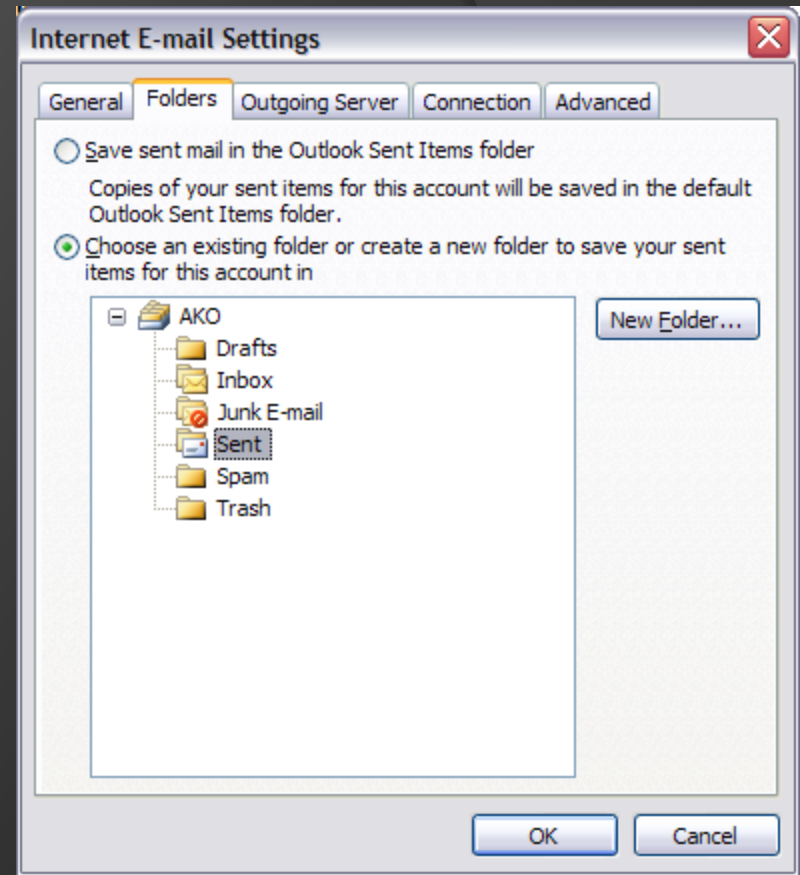 Internet E-mail Settings
General Folders Outgoing Server Connection Advanced
Save sent mail in the Outlook Sent Items folder
Copies of your sent items for this account will be saved in the default
Outlook Sent Items folder.
Choose an existing folder or create a new folder to save your sent
items for this account in
AKO
New Folder...
Drafts
Inbox
Junk E-mail
Sent
Spam
Trash
OK Cancel